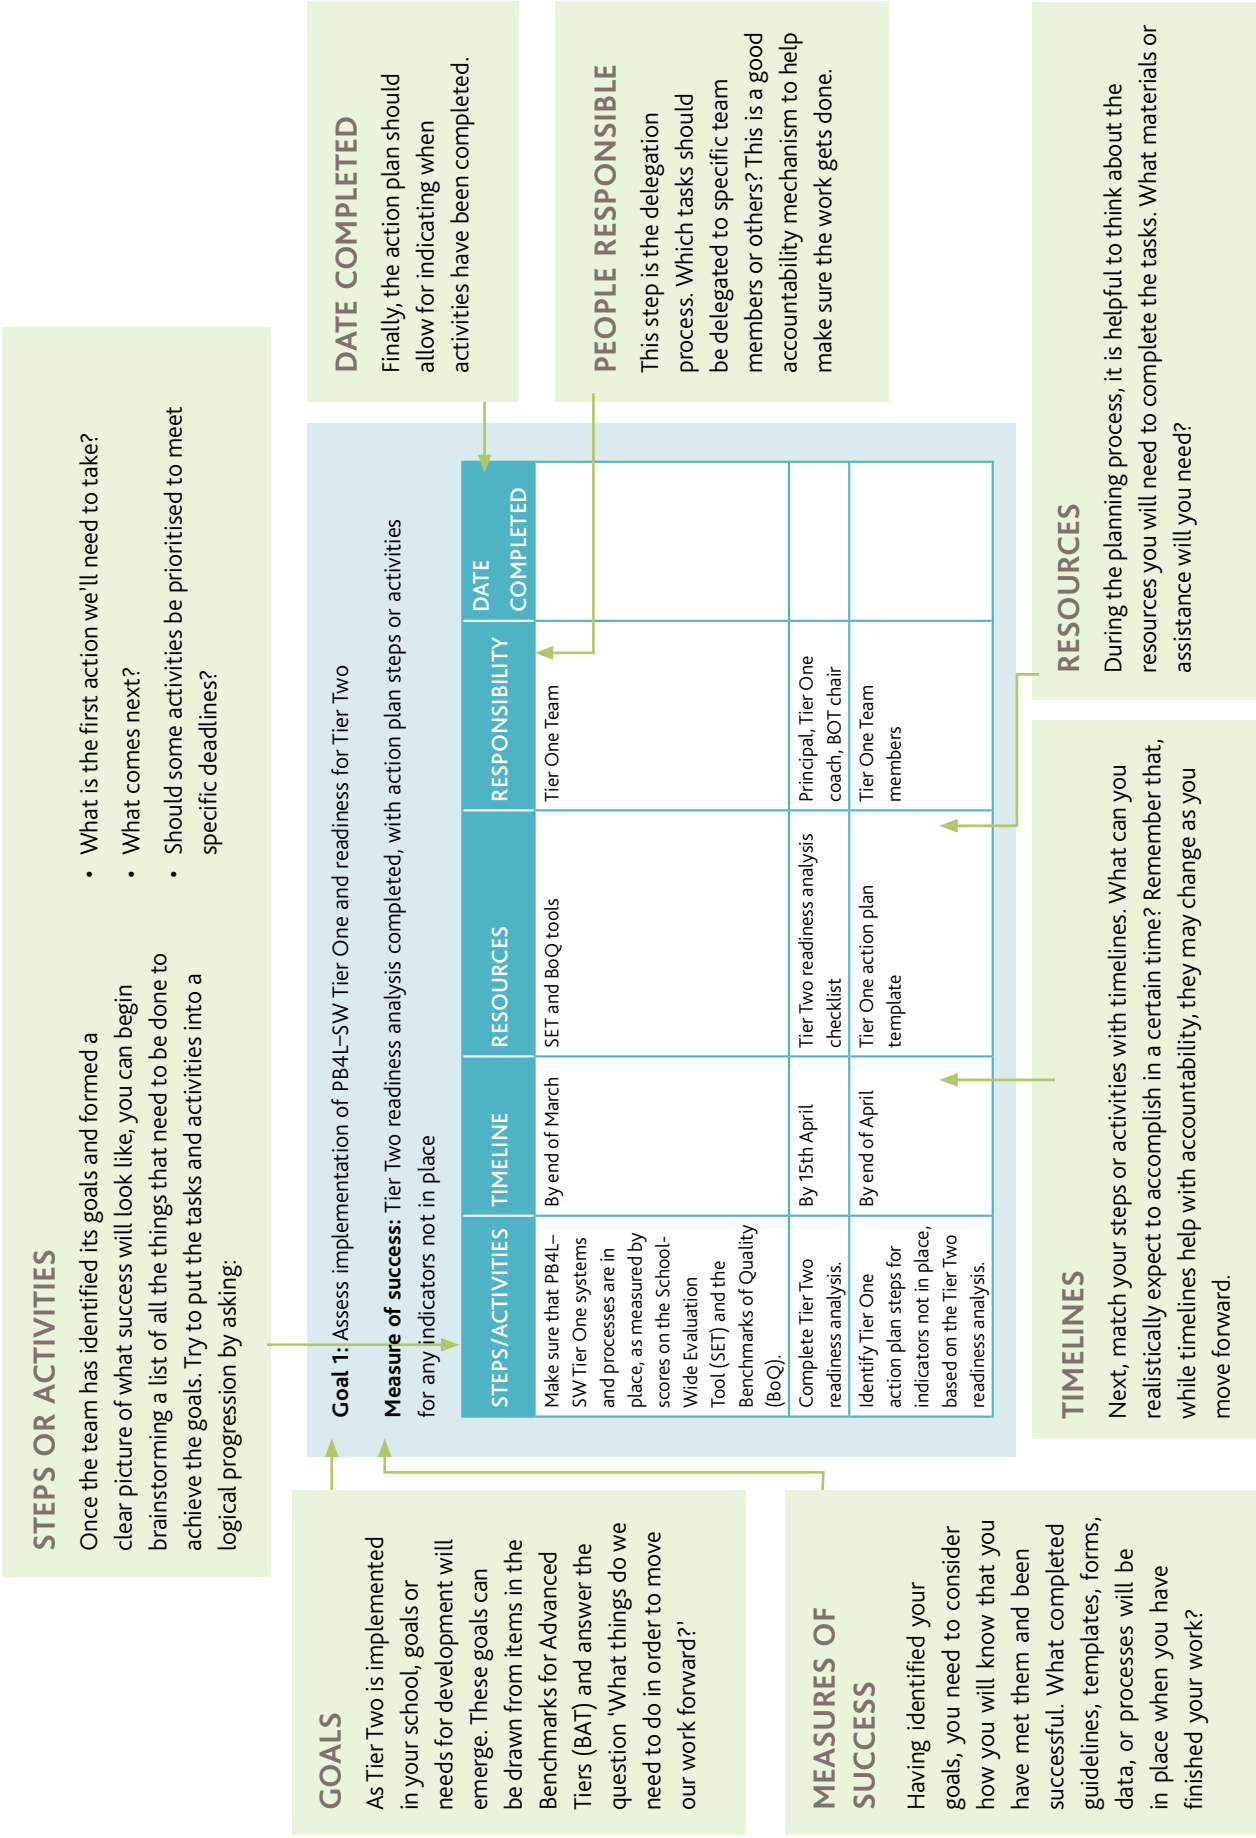 STEPS OR ACTIVITIES
Once the team has identified its goals and formed a
clear picture of what success will look like, you can begin
brainstorming a list of all the things that need to be done to
achieve the goals. Try to put the tasks and activities into a
logical progression by asking:
• What is the first action we’ll need to take?
• What comes next?
• Should some activities be prioritised to meet
specific deadlines?
GOALS
As Tier Two is implemented
in your school, goals or
needs for development will
emerge. These goals can
be drawn from items in the
Benchmarks for Advanced
Tiers (BAT) and answer the
question ‘What things do we
need to do in order to move
our work forward?’
MEASURES OF
SUCCESS
Having identified your
goals, you need to consider
how you will know that you
have met them and been
successful. What completed
guidelines, templates, forms,
data, or processes will be
in place when you have
finished your work?
Goal 1: Assess implementation of PB4L–SW Tier One and readiness for Tier Two
Measure of success: Tier Two readiness analysis completed, with action plan steps or activities
for any indicators not in place
STEPS/ACTIVITIES
TIMELINE
RESOURCES
RESPONSIBILITY
DATE
COMPLETED
Make sure that PB4L–
SW Tier One systems
and processes are in
place, as measured by
scores on the School-
Wide Evaluation
Tool (SET) and the
Benchmarks of Quality
(BoQ).
By end of March
SET and BoQ tools
Tier One Team
Complete Tier Two
readiness analysis.
By 15th April
Tier Two readiness analysis
checklist
Principal, Tier One
coach, BOT chair
Identify Tier One
action plan steps for
indicators not in place,
based on the Tier Two
readiness analysis.
By end of April
Tier One action plan
template
Tier One Team
members
DATE COMPLETED
Finally, the action plan should
allow for indicating when
activities have been completed.
PEOPLE RESPONSIBLE
This step is the delegation
process. Which tasks should
be delegated to specific team
members or others? This is a good
accountability mechanism to help
make sure the work gets done.
TIMELINES
Next, match your steps or activities with timelines. What can you
realistically expect to accomplish in a certain time? Remember that,
while timelines help with accountability, they may change as you
move forward.
RESOURCES
During the planning process, it is helpful to think about the
resources you will need to complete the tasks. What materials or
assistance will you need?